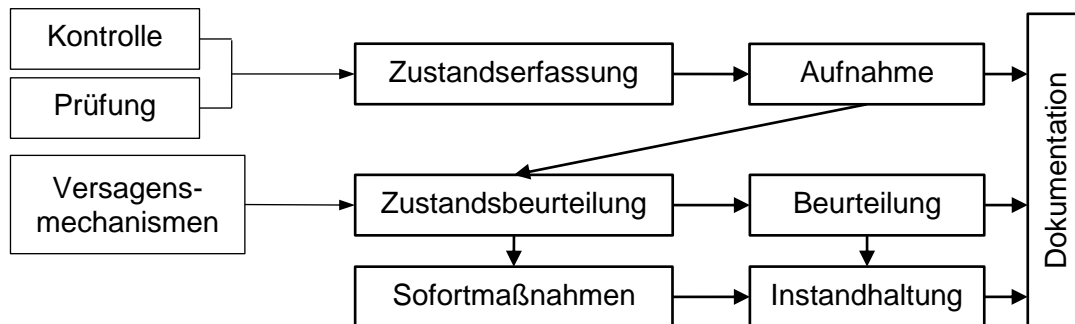 Kontrolle
Prüfung
Zustandserfassung
Aufnahme
Versagens-
mechanismen
Zustandsbeurteilung
Beurteilung
Sofortmaßnahmen
Instandhaltung
Dokumentation